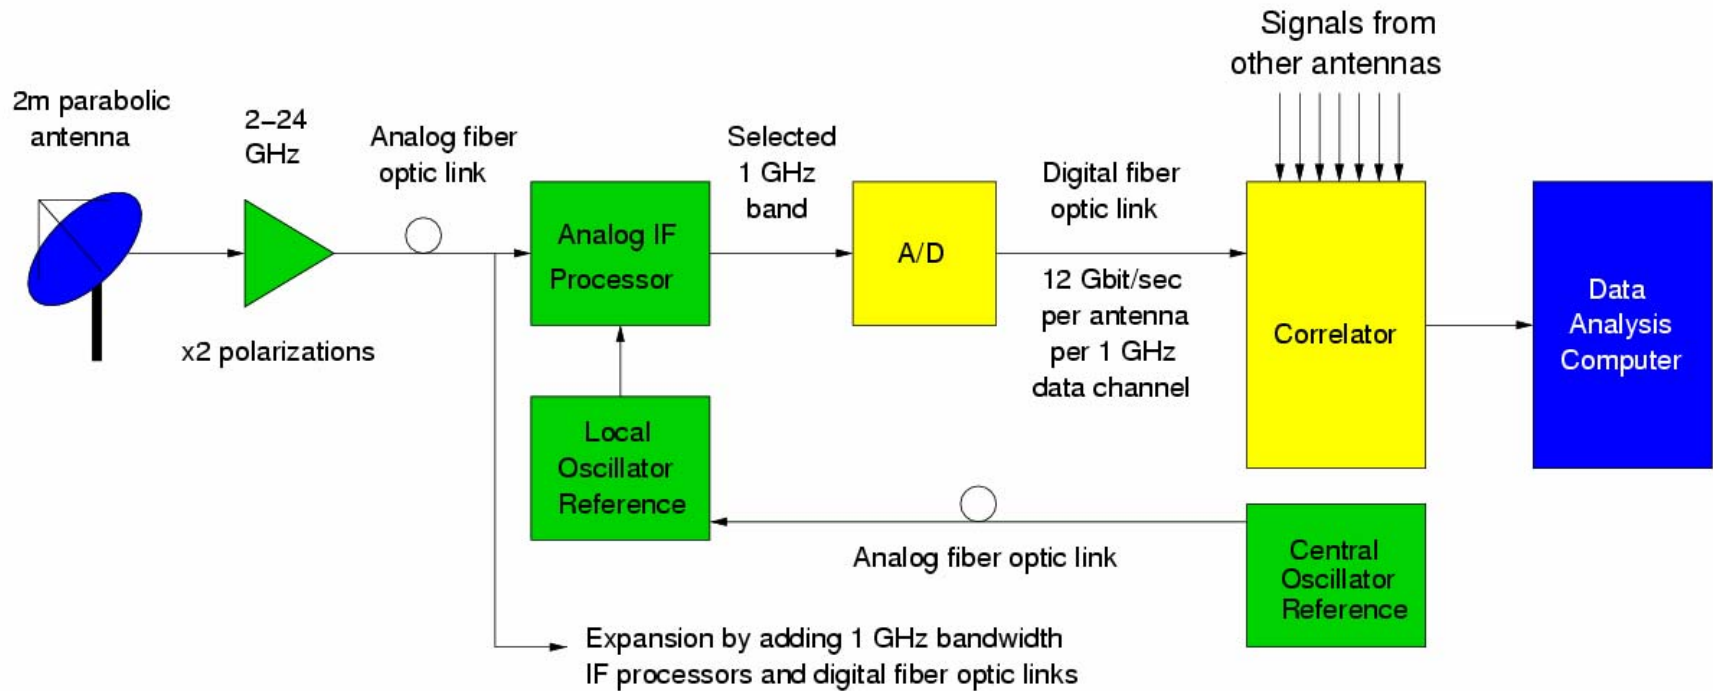 Signals from
other antennas
2m parabolic
antenna
2–24
GHz
Analog fiber
optic link
Selected
1 GHz
band
Digital fiber
optic link
Analog IF
Processor
A/D
12 Gbit/sec
per antenna
per 1 GHz
data channel
Correlator
Data
Analysis
Computer
x2 polarizations
Local
Oscillator
Reference
Analog fiber optic link
Central
Oscillator
Reference
Expansion by adding 1 GHz bandwidth
IF processors and digital fiber optic links